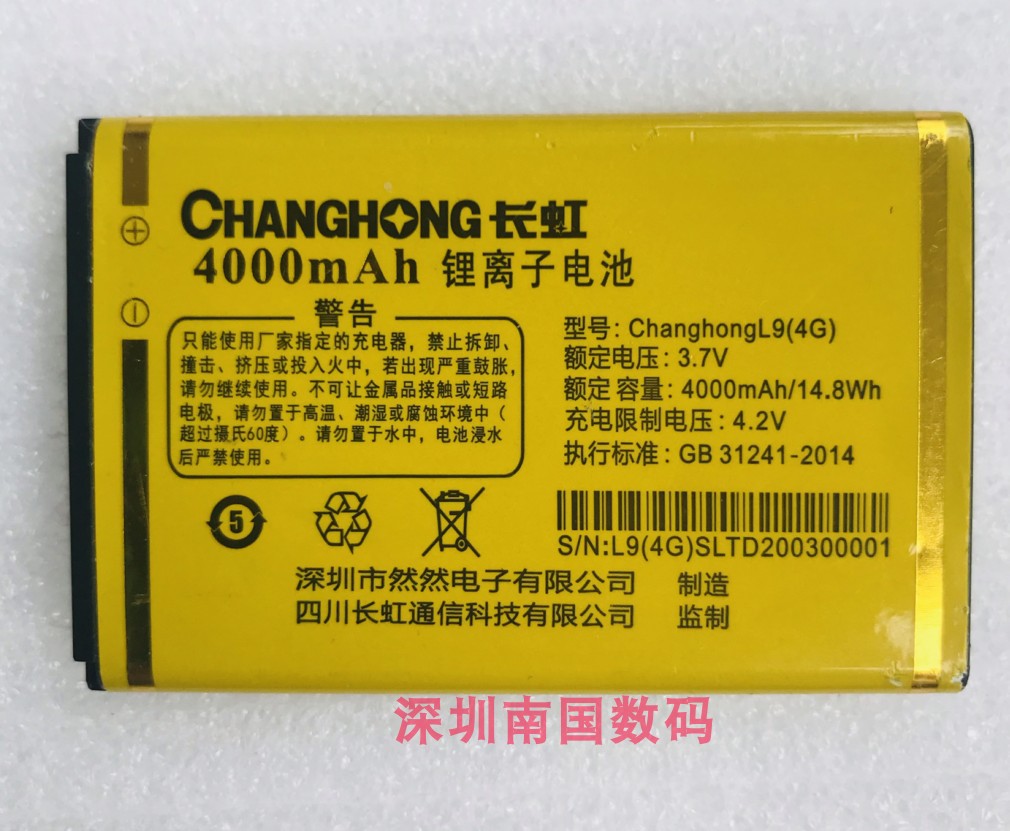 CHANGHONG 长虹
4000mAh 锂离子电池
警告
只能使用厂家指定的充电器，禁止拆卸、
撞击、挤压或投入火中，若出现严重鼓胀，
请勿继续使用。不可让金属品接触或短路
电极，请勿置于高温、潮湿或腐蚀环境中（
超过摄氏60度）。请勿置于水中，电池浸水
后严禁使用。
型号：ChanghongL9(4G)
额定电压：3.7V
额定容量：4000mAh/14.8Wh
充电限制电压：4.2V
执行标准：GB 31241-2014
5
S/N:L9(4G)SLTD200300001
深圳市然然电子有限公司 制造
四川长虹通信科技有限公司 监制
深圳南国数码